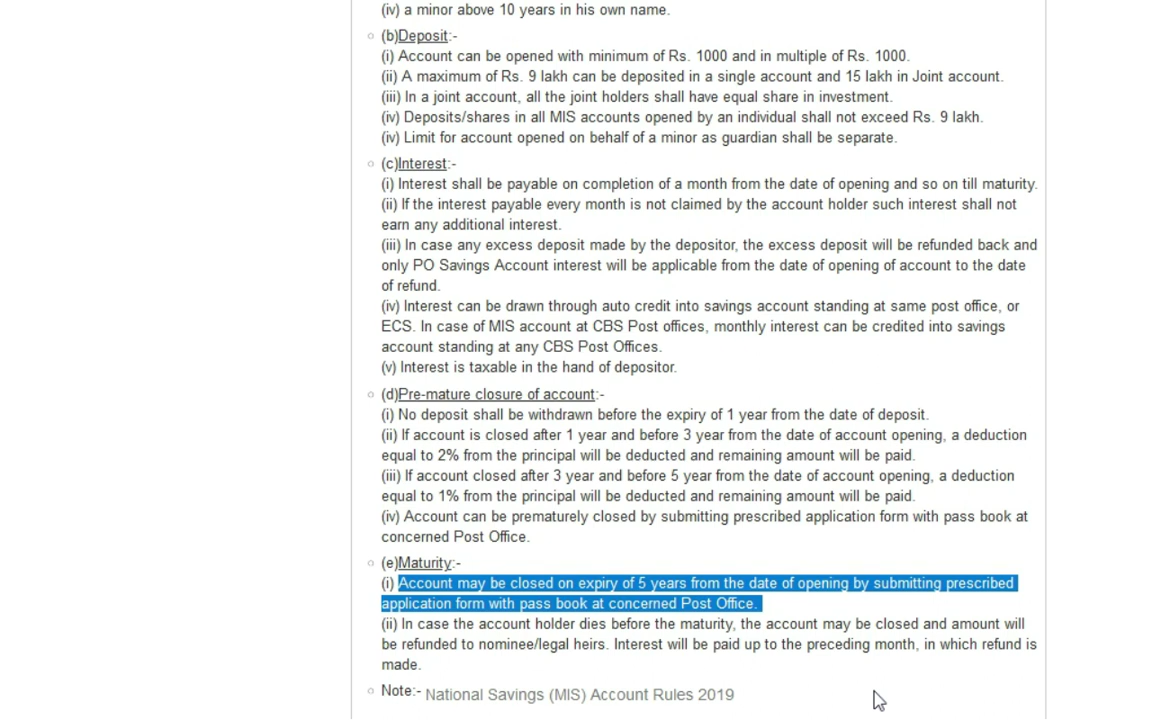 (iv) a minor above 10 years in his own name.
(b)Deposit:-
(i) Account can be opened with minimum of Rs. 1000 and in multiple of Rs. 1000.
(ii) A maximum of Rs. 9 lakh can be deposited in a single account and 15 lakh in Joint account.
(iii) In a joint account, all the joint holders shall have equal share in investment.
(iv) Deposits/shares in all MIS accounts opened by an individual shall not exceed Rs. 9 lakh.
(iv) Limit for account opened on behalf of a minor as guardian shall be separate.
(c)Interest:-
(i) Interest shall be payable on completion of a month from the date of opening and so on till maturity.
(ii) If the interest payable every month is not claimed by the account holder such interest shall not
earn any additional interest.
(iii) In case any excess deposit made by the depositor, the excess deposit will be refunded back and
only PO Savings Account interest will be applicable from the date of opening of account to the date
of refund.
(iv) Interest can be drawn through auto credit into savings account standing at same post office, or
ECS. In case of MIS account at CBS Post offices, monthly interest can be credited into savings
account standing at any CBS Post Offices.
(v) Interest is taxable in the hand of depositor.
(d)Pre-mature closure of account:-
(i) No deposit shall be withdrawn before the expiry of 1 year from the date of deposit.
(ii) If account is closed after 1 year and before 3 year from the date of account opening, a deduction
equal to 2% from the principal will be deducted and remaining amount will be paid.
(iii) If account closed after 3 year and before 5 year from the date of account opening, a deduction
equal to 1% from the principal will be deducted and remaining amount will be paid.
(iv) Account can be prematurely closed by submitting prescribed application form with pass book at
concerned Post Office.
(e)Maturity:-
(i) Account may be closed on expiry of 5 years from the date of opening by submitting prescribed
application form with pass book at concerned Post Office.
(ii) In case the account holder dies before the maturity, the account may be closed and amount will
be refunded to nominee/legal heirs. Interest will be paid up to the preceding month, in which refund is
made.
Note:- National Savings (MIS) Account Rules 2019